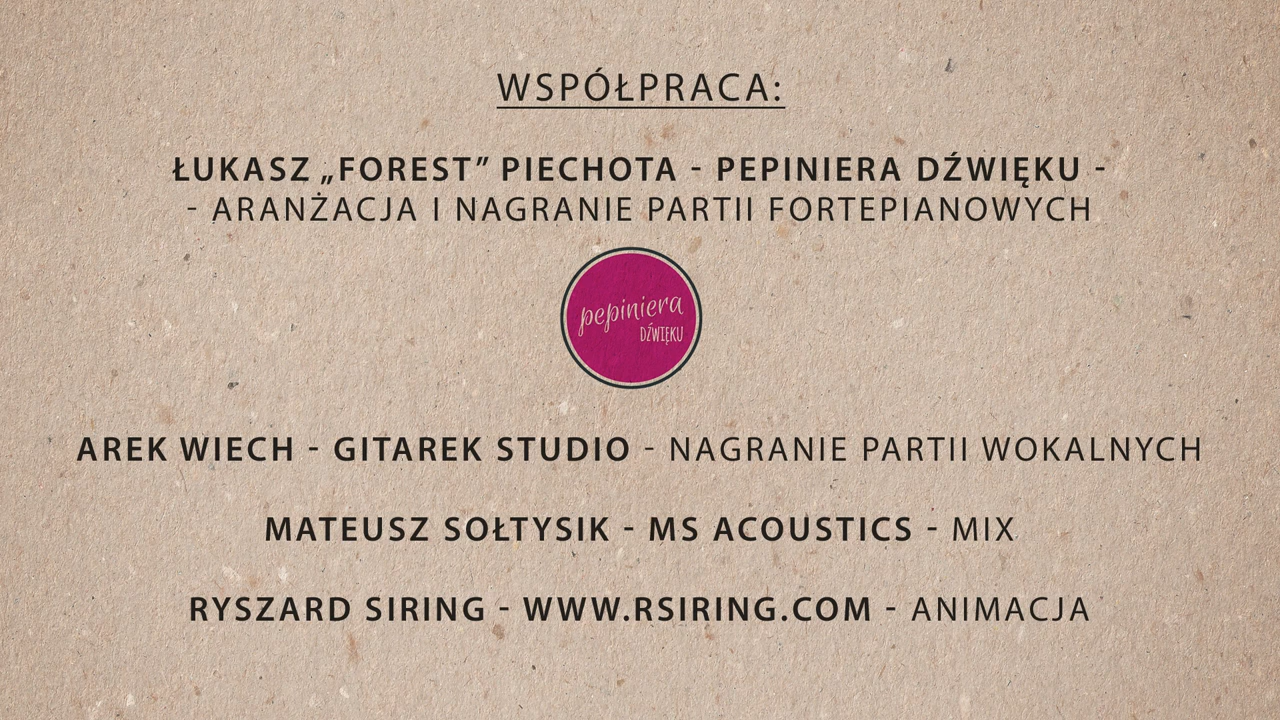 WSPÓŁPRACA:
ŁUKASZ „FOREST” PIECHOTA - PEPINIERA DŹWIĘKU -
- ARANŻACJA I NAGRANIE PARTII FORTEPIANOWYCH
pepiniera
DŹWIĘKU
AREK WIECH - GITAREK STUDIO - NAGRANIE PARTII WOKALNYCH
MATEUSZ SOŁTYSIK - MS ACOUSTICS - MIX
RYSZARD SIRING - WWW.RSIRING.COM - ANIMACJA